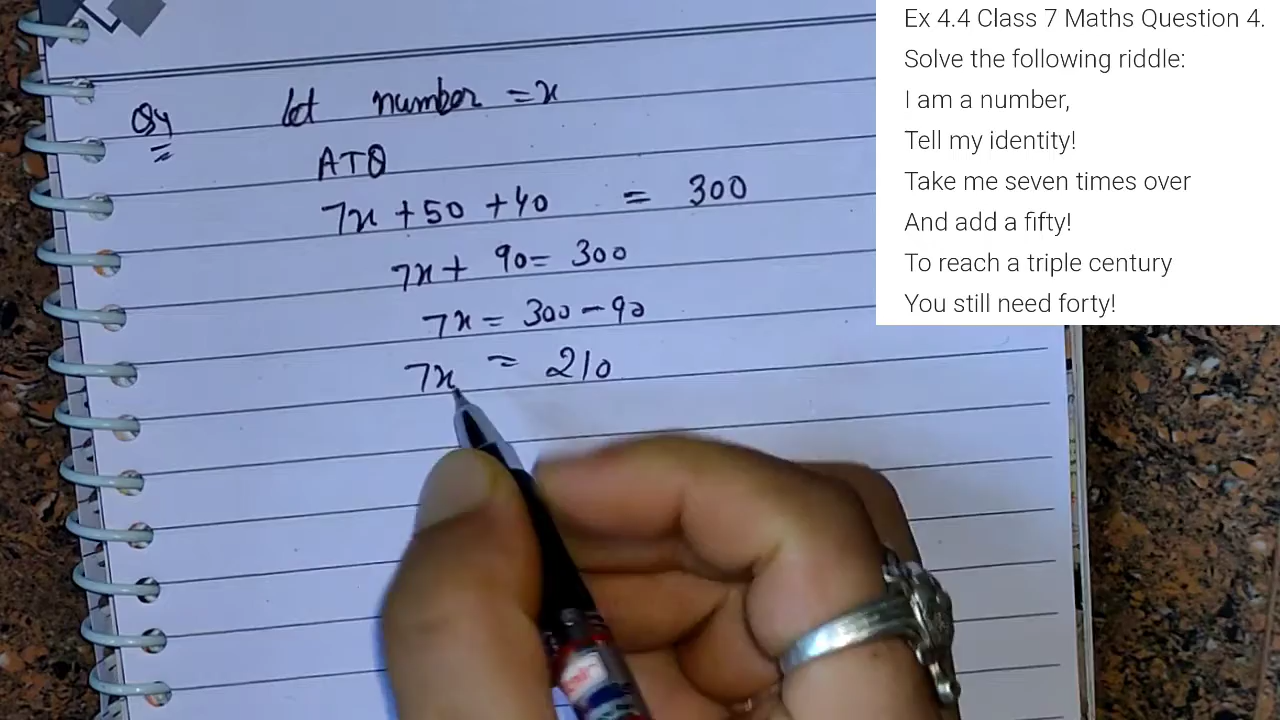 Q4 let number = x
ATQ
7x + 50 + 40 = 300
7x + 90 = 300
7x = 300 - 90
7x = 210
Ex 4.4 Class 7 Maths Question 4.
Solve the following riddle:
I am a number,
Tell my identity!
Take me seven times over
And add a fifty!
To reach a triple century
You still need forty!